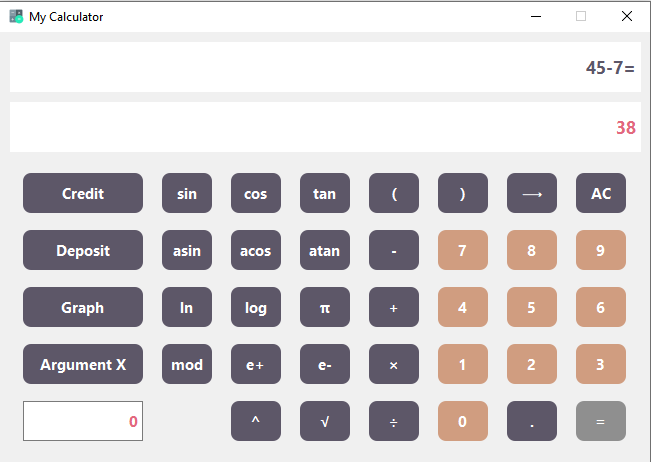 My Calculator
45-7=
38
Credit sin cos tan ( ) → AC
Deposit asin acos atan - 7 8 9
Graph ln log π + 4 5 6
Argument X mod e+ e- × 1 2 3
0 ^ √ ÷ 0 . =